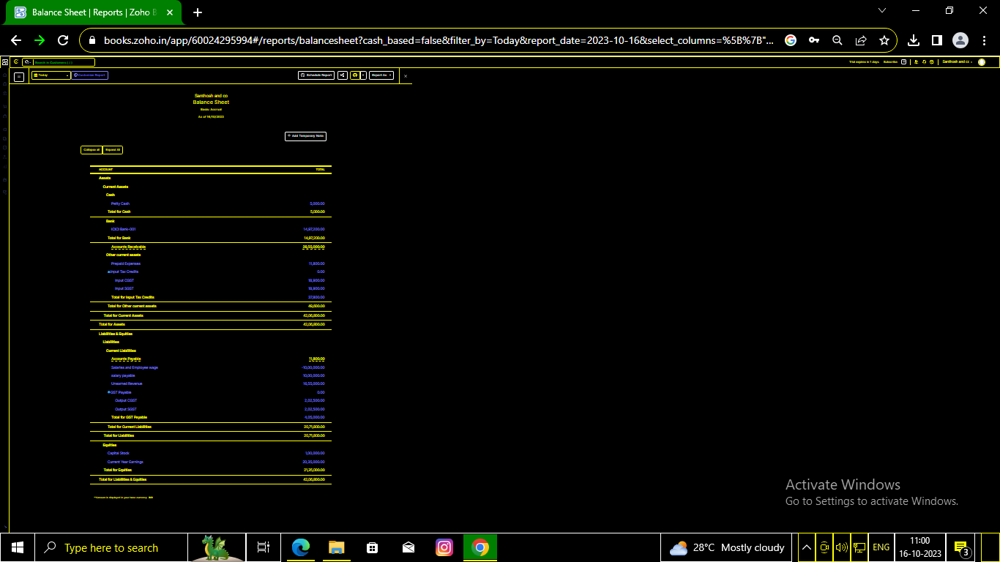 Balance Sheet | Reports | Zoho B
books.zoho.in/app/60024295994#/reports/balancesheet?cash_based=false&filter_by=Today&report_date=2023-10-16&select_columns=%5B%7B"...
Search in Customers ( / )
Trial expires in 1 days Subscribe Santhosh and cc
Today Customize Report Schedule Report Export As
Santhosh and co
Balance Sheet
Basis: Accrual
As of 16/10/2023
Add Temporary Note
Collapse all Expand All
ACCOUNT TOTAL
Assets
Current Assets
Cash
Petty Cash 5,000.00
Total for Cash 5,000.00
Bank
ICICI Bank-001 14,97,200.00
Total for Bank 14,97,200.00
Accounts Receivable 26,55,000.00
Other current assets
Prepaid Expenses 11,800.00
Input Tax Credits 0.00
Input CGST 18,900.00
Input SGST 18,900.00
Total for Input Tax Credits 37,800.00
Total for Other current assets 49,600.00
Total for Current Assets 42,06,800.00
Total for Assets 42,06,800.00
Liabilities & Equities
Liabilities
Current Liabilities
Accounts Payable 11,800.00
Salaries and Employee wage -10,00,000.00
salary payable 10,00,000.00
Unearned Revenue 16,55,000.00
GST Payable 0.00
Output CGST 2,02,500.00
Output SGST 2,02,500.00
Total for GST Payable 4,05,000.00
Total for Current Liabilities 20,71,800.00
Total for Liabilities 20,71,800.00
Equities
Capital Stock 1,00,000.00
Current Year Earnings 20,35,000.00
Total for Equities 21,35,000.00
Total for Liabilities & Equities 42,06,800.00
**Amount is displayed in your base currency INR
Activate Windows
Go to Settings to activate Windows.
Type here to search
28°C Mostly cloudy
ENG
11:00
16-10-2023
3